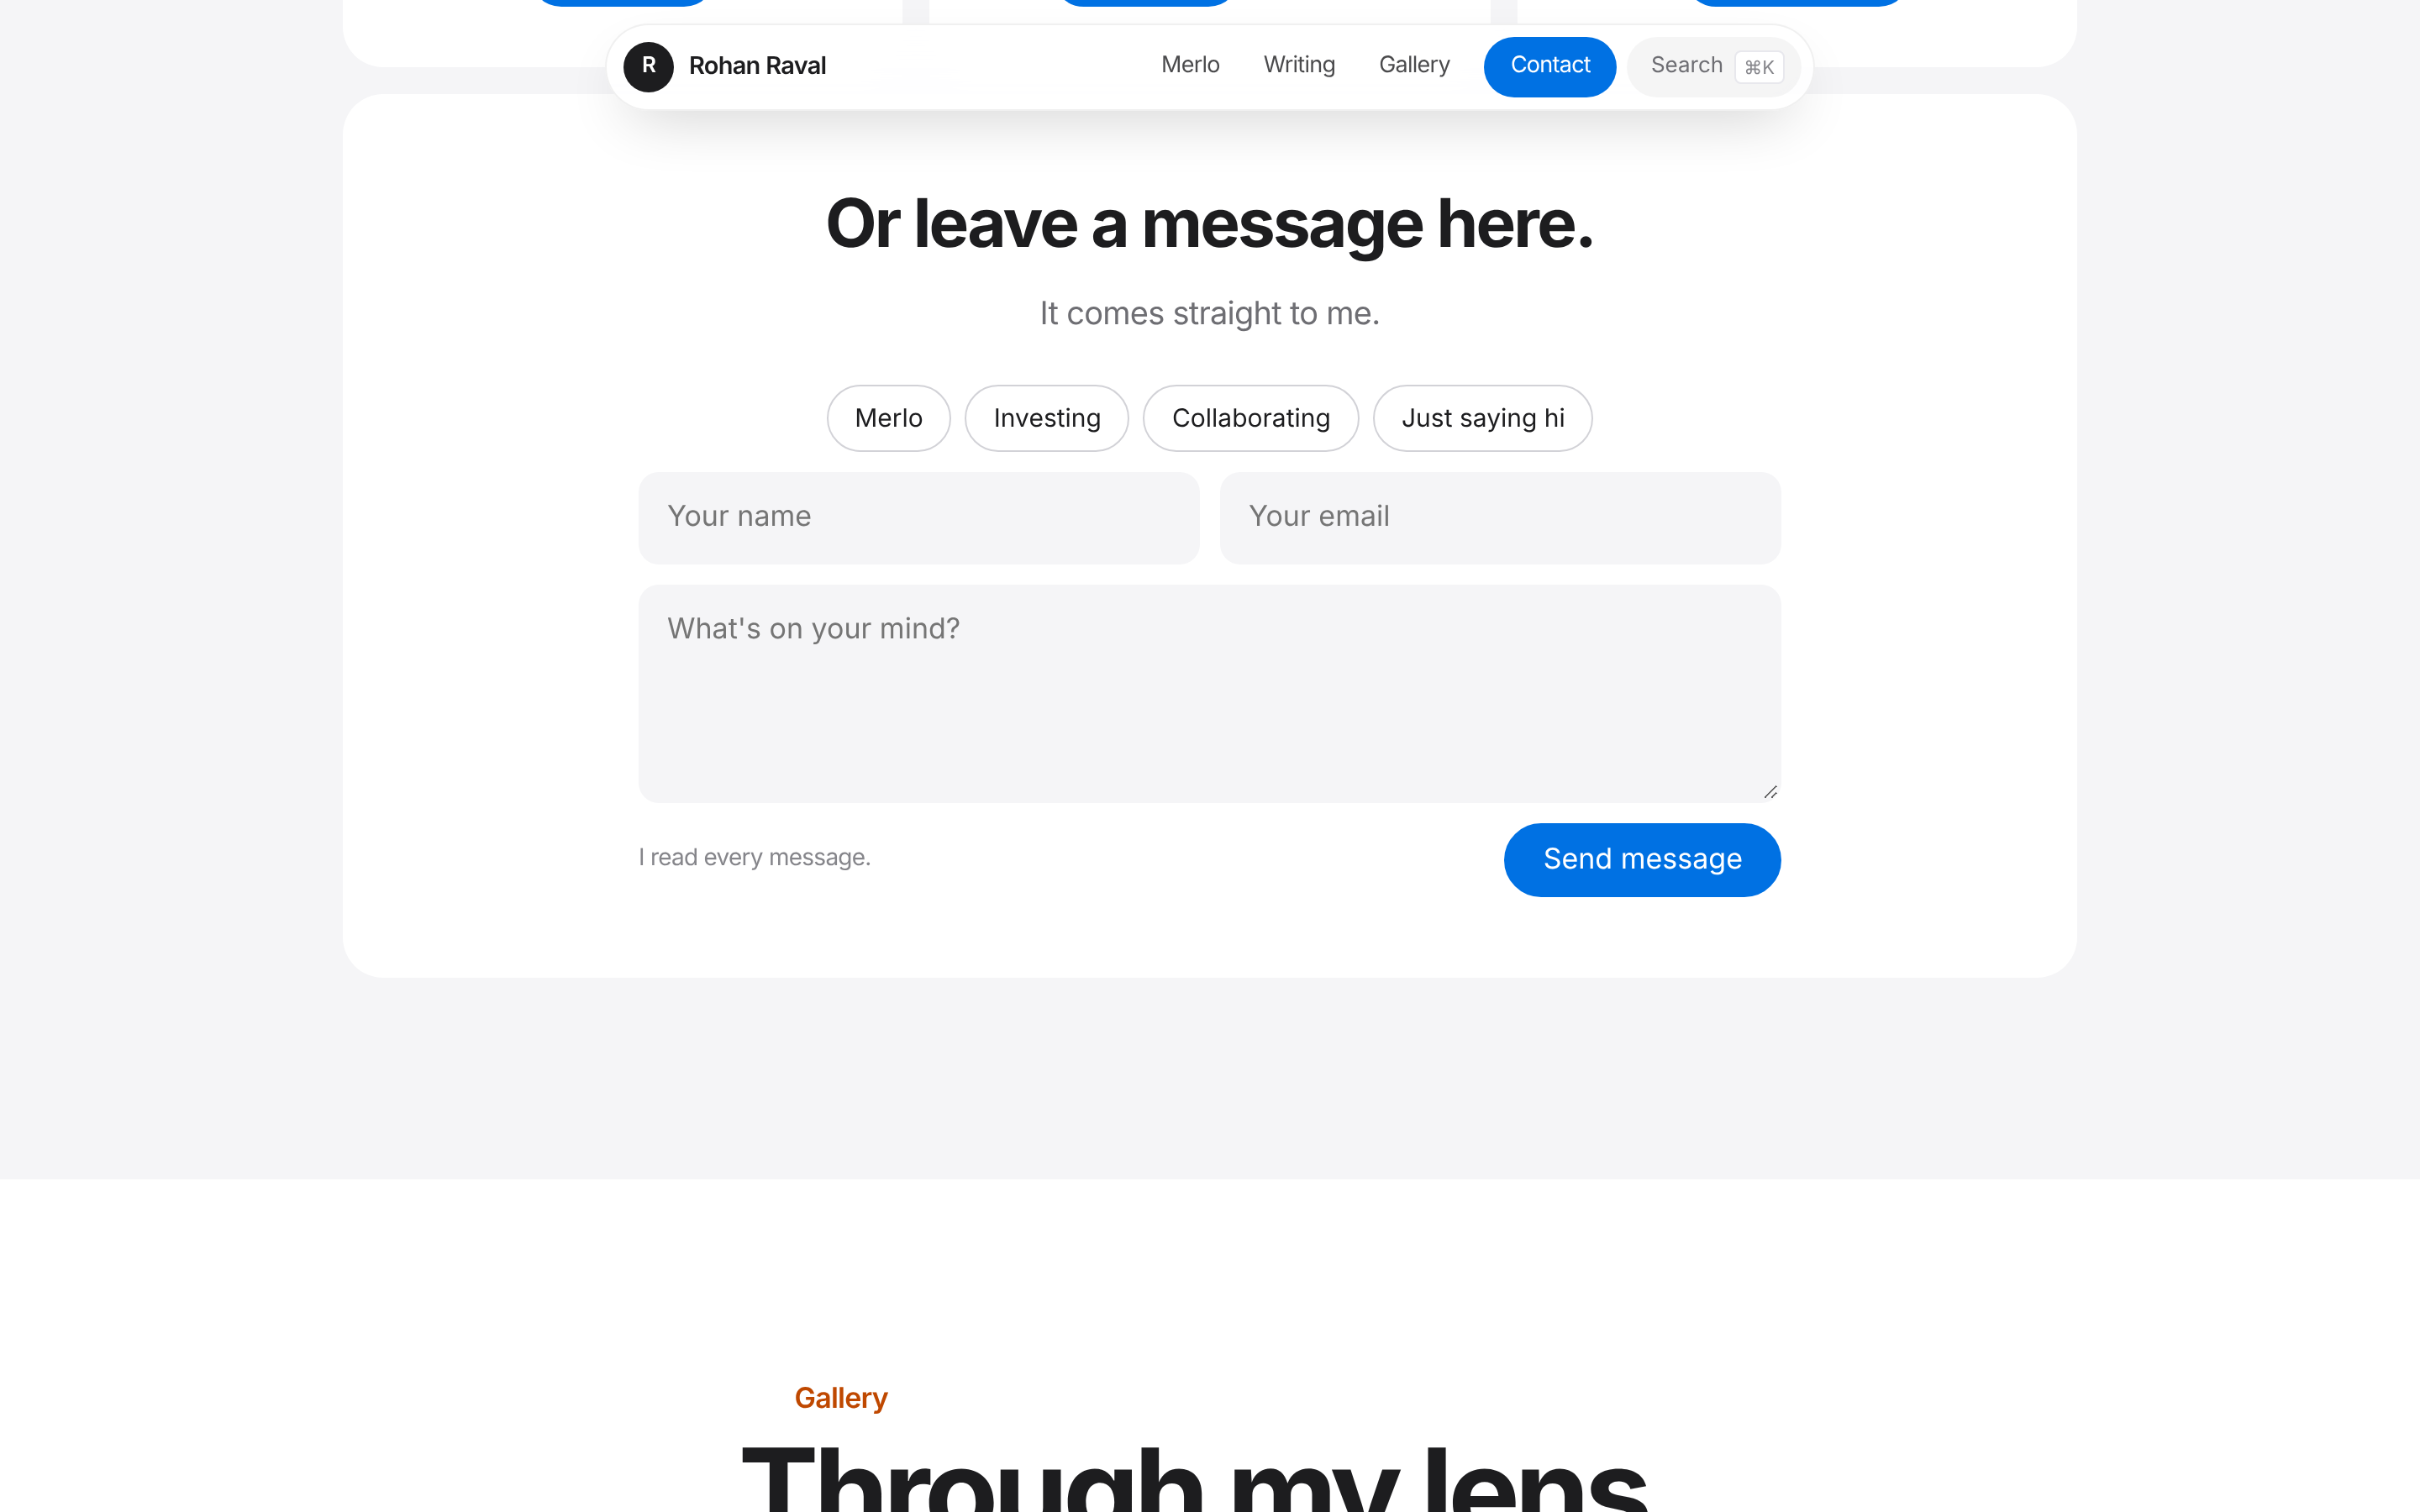 R Rohan Raval Merlo Writing Gallery Contact Search ⌘K
Or leave a message here.
It comes straight to me.
Merlo Investing Collaborating Just saying hi
Your name Your email
What's on your mind?
I read every message. Send message
Gallery
Through my lens